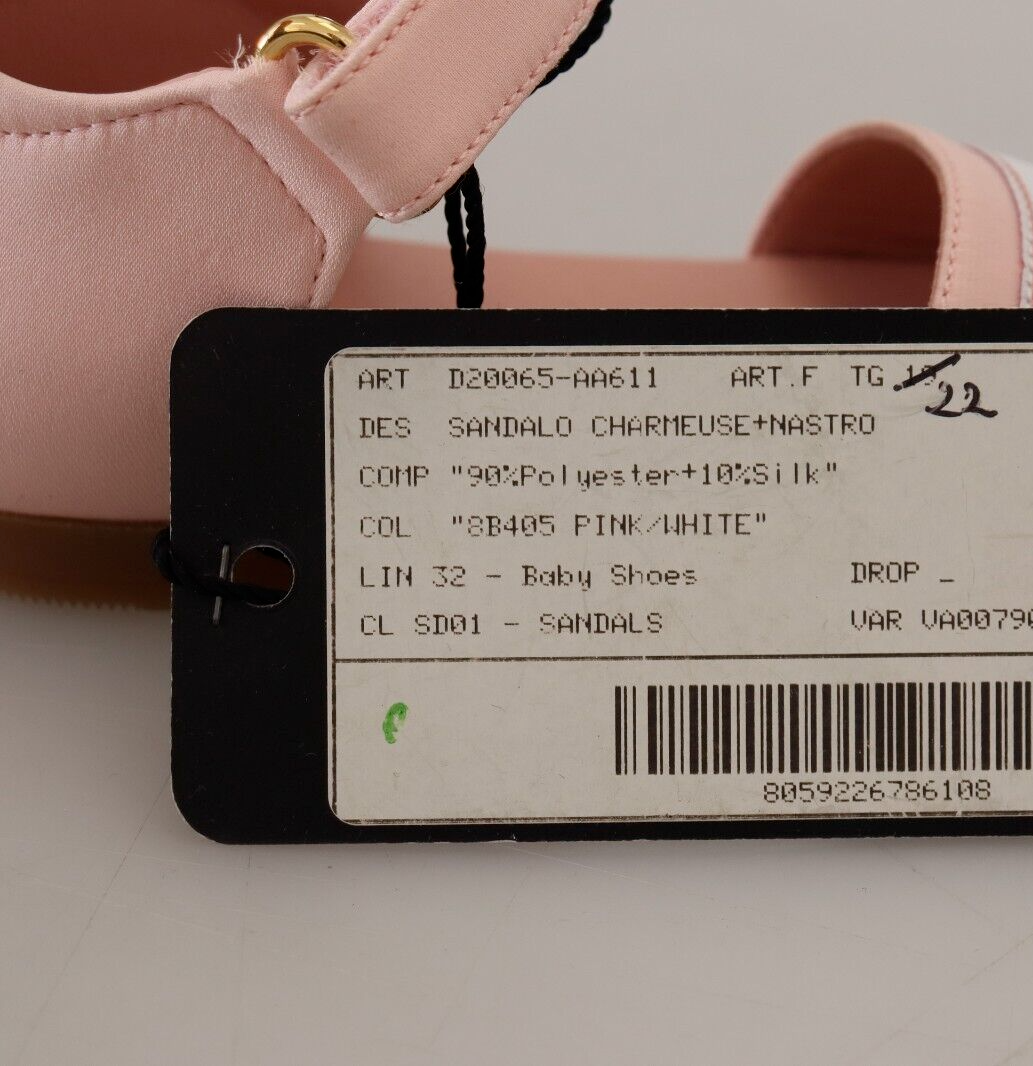 ART D20065-AA611 ART.F TG 22
DES SANDALO CHARMEUSE+NASTRO
COMP "90%Polyester+10%Silk"
COL "8B405 PINK/WHITE"
LIN 32 - Baby Shoes DROP _
CL SD01 - SANDALS VAR VA00790
8059226786108